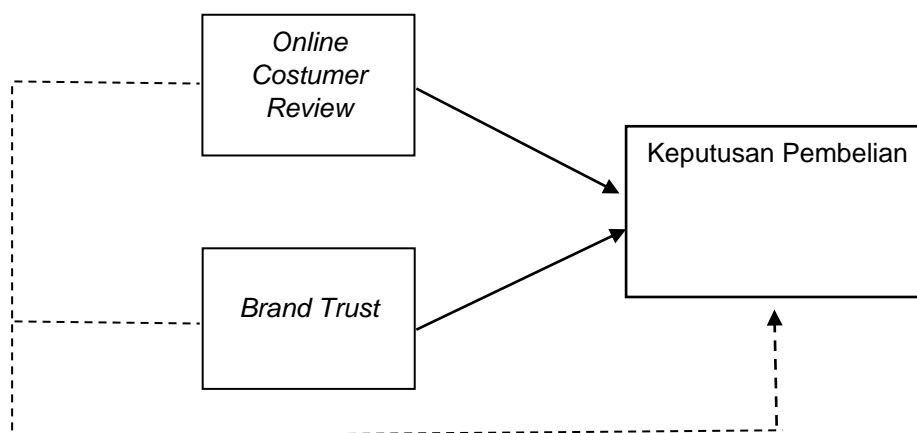 Online
Costumer
Review
Keputusan Pembelian
Brand Trust